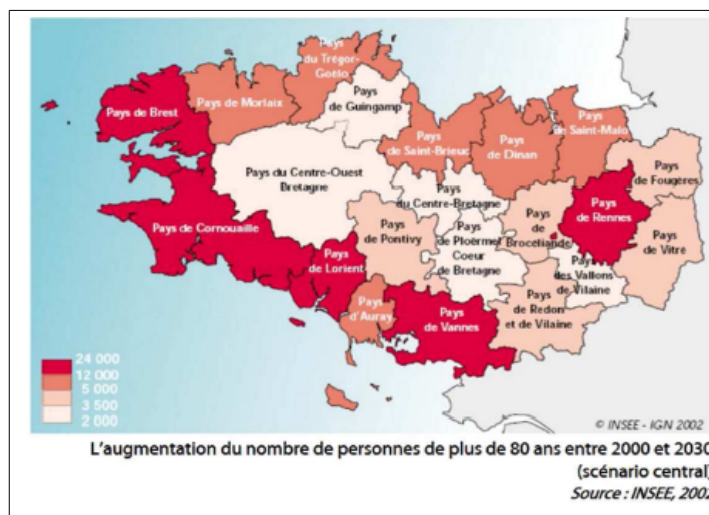 Pays
du Trégor-
Goëlo
Pays de Brest
Pays de Morlaix
Pays
de Guingamp
Pays
de Saint-Brieuc
Pays
de Dinan
Pays
de Saint-Malo
Pays
de Fougères
Pays du Centre-Ouest
Bretagne
Pays
du Centre-Bretagne
Pays
de Rennes
Pays de Cornouaille
Pays
de Pontivy
Pays
de Ploërmel
Coeur
de Bretagne
Pays
de
Brocéliande
Pays
de Vitré
Pays
de Lorient
Pays
des Vallons
de Vilaine
Pays
d'Auray
Pays
de Vannes
Pays
de Redon
et de Vilaine
24 000
12 000
5 000
3 500
2 000
© INSEE - IGN 2002
L'augmentation du nombre de personnes de plus de 80 ans entre 2000 et 2030
(scénario central)
Source : INSEE, 2002